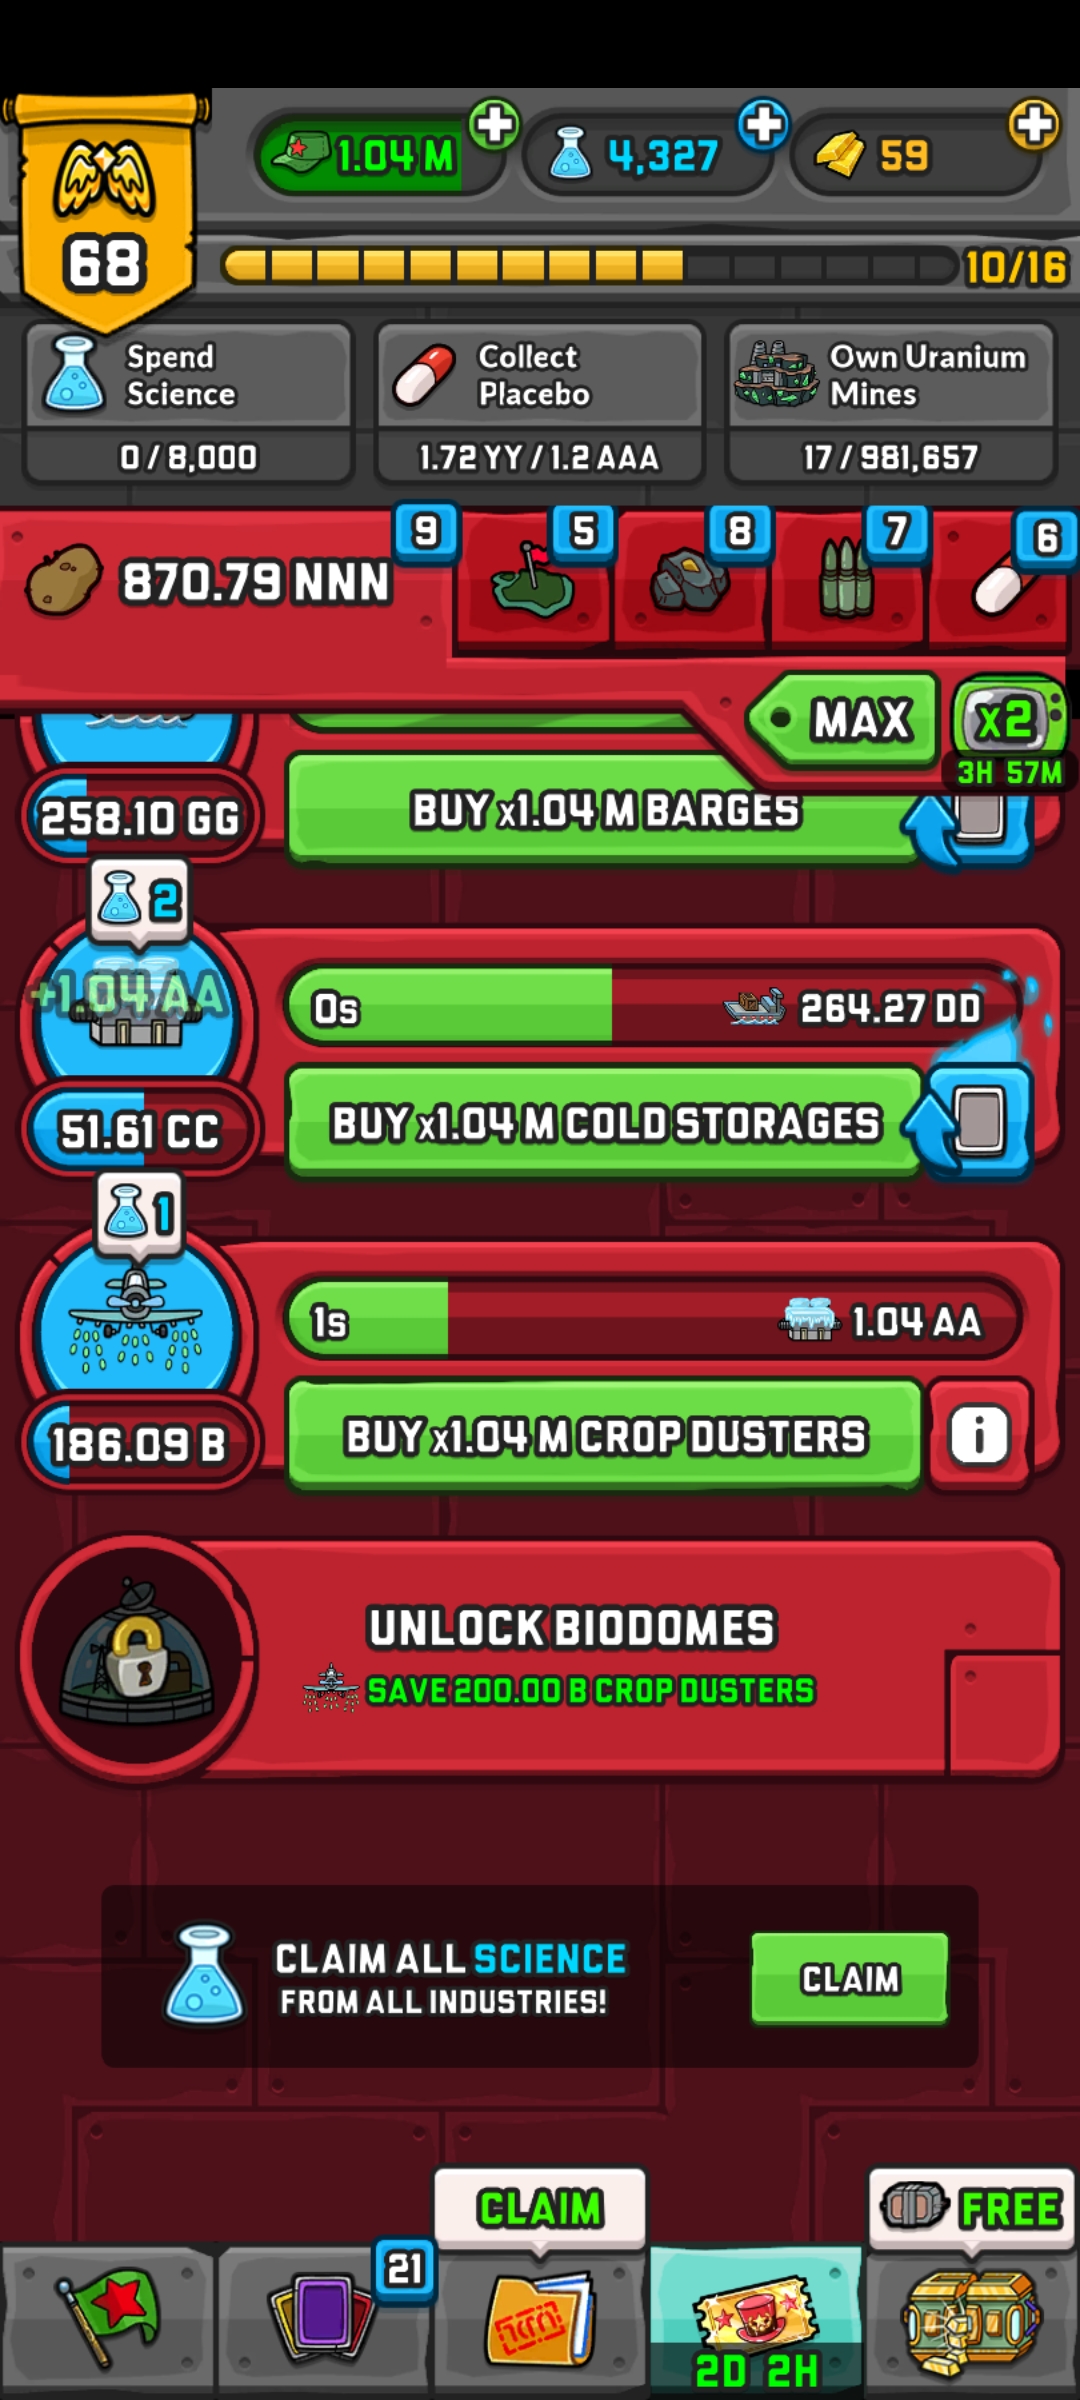 1.04 M
4,327
59
68
10/16
Spend
Science
0 / 8,000
Collect
Placebo
1.72 YY / 1.2 AAA
Own Uranium
Mines
17 / 981,657
870.79 NNN
9
5
8
7
6
MAX
x2
3H 57M
258.10 GG
BUY x1.04 M BARGES
2
+1.04 AA
0s
264.27 DD
51.61 CC
BUY x1.04 M COLD STORAGES
1
1s
1.04 AA
186.09 B
BUY x1.04 M CROP DUSTERS
i
UNLOCK BIODOMES
SAVE 200.00 B CROP DUSTERS
CLAIM ALL SCIENCE
FROM ALL INDUSTRIES!
CLAIM
CLAIM
FREE
21
2D 2H